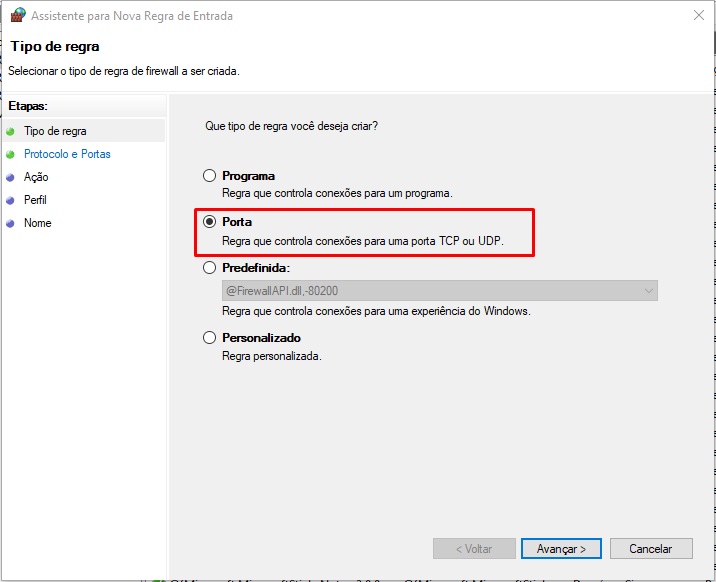 Assistente para Nova Regra de Entrada
Tipo de regra
Selecionar o tipo de regra de firewall a ser criada.
Etapas:
Tipo de regra
Protocolo e Portas
Ação
Perfil
Nome
Que tipo de regra você deseja criar?
Programa
Regra que controla conexões para um programa.
Porta
Regra que controla conexões para uma porta TCP ou UDP.
Predefinida:
@FirewallAPI.dll,-80200
Regra que controla conexões para uma experiência do Windows.
Personalizado
Regra personalizada.
< Voltar
Avançar >
Cancelar